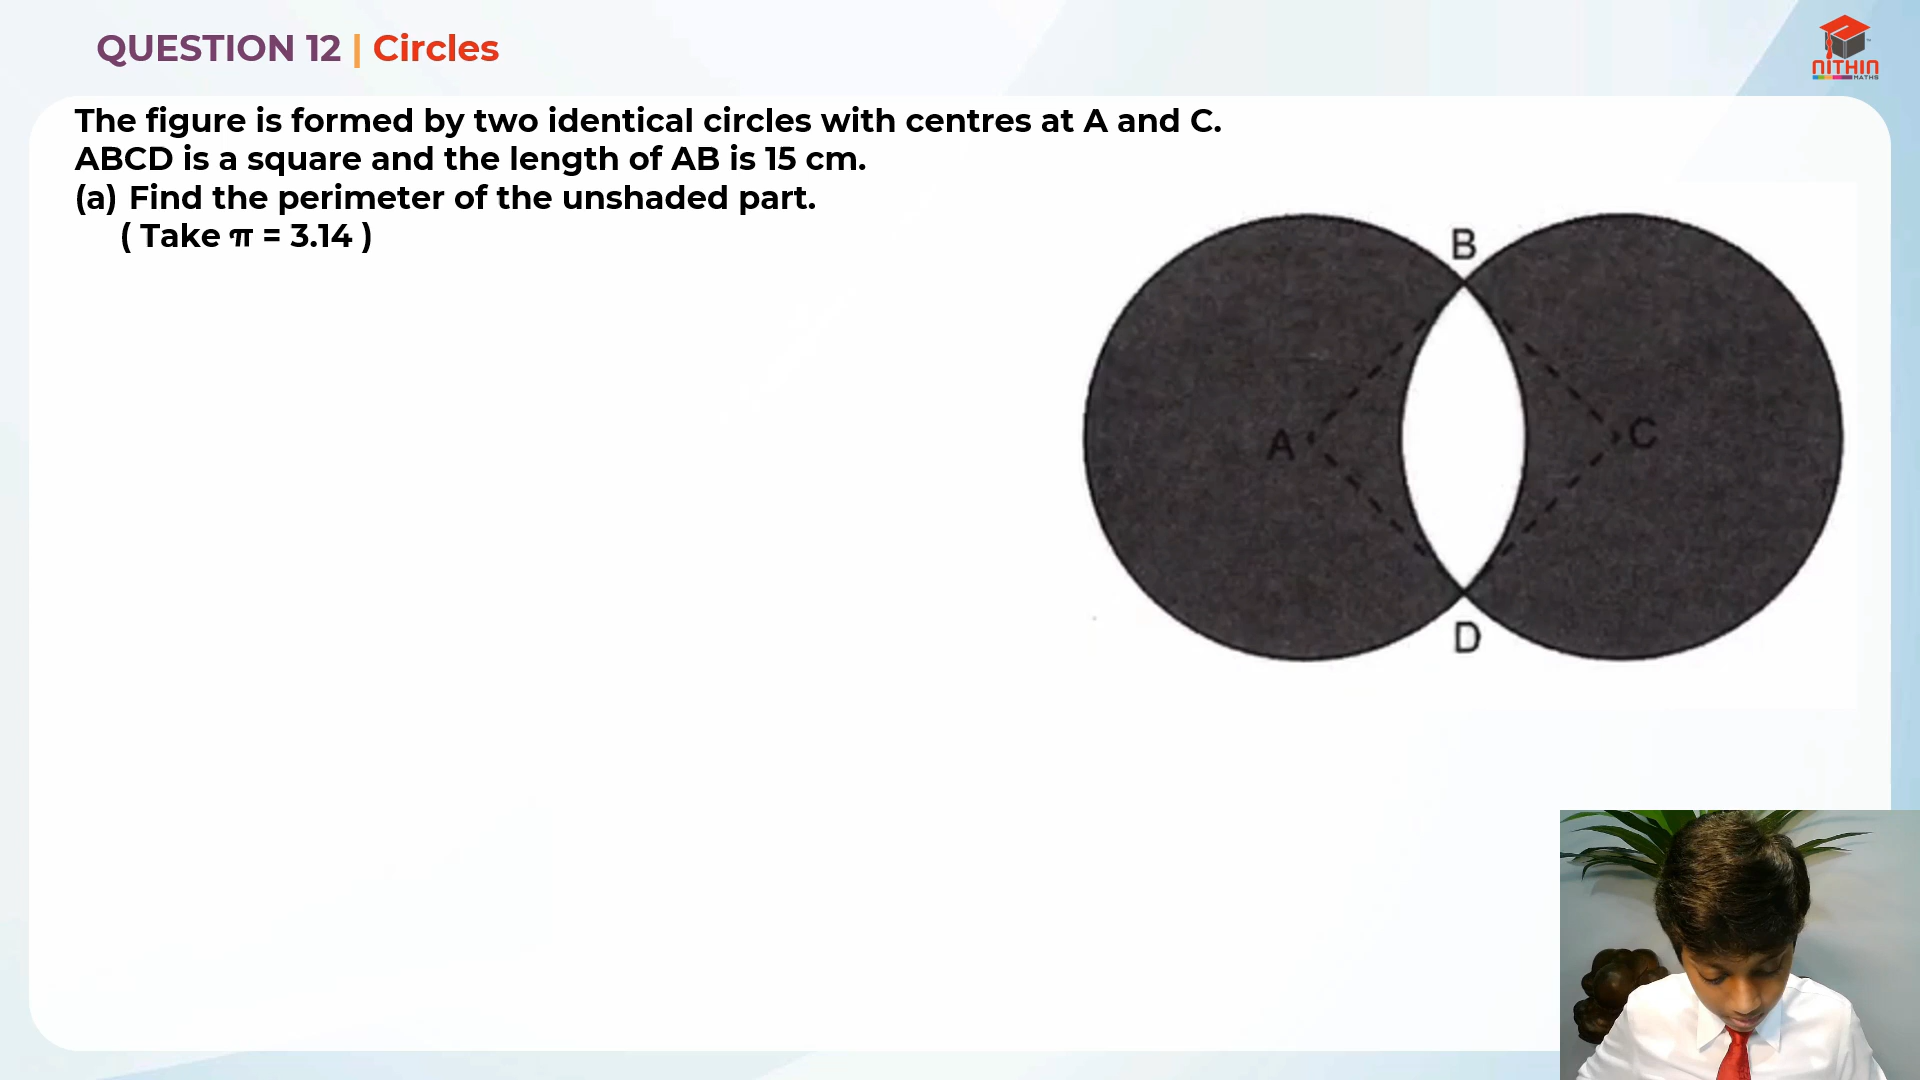 QUESTION 12 | Circles
NITHIN
MATHS
The figure is formed by two identical circles with centres at A and C.
ABCD is a square and the length of AB is 15 cm.
(a) Find the perimeter of the unshaded part.
( Take π = 3.14 )
B
A
C
D